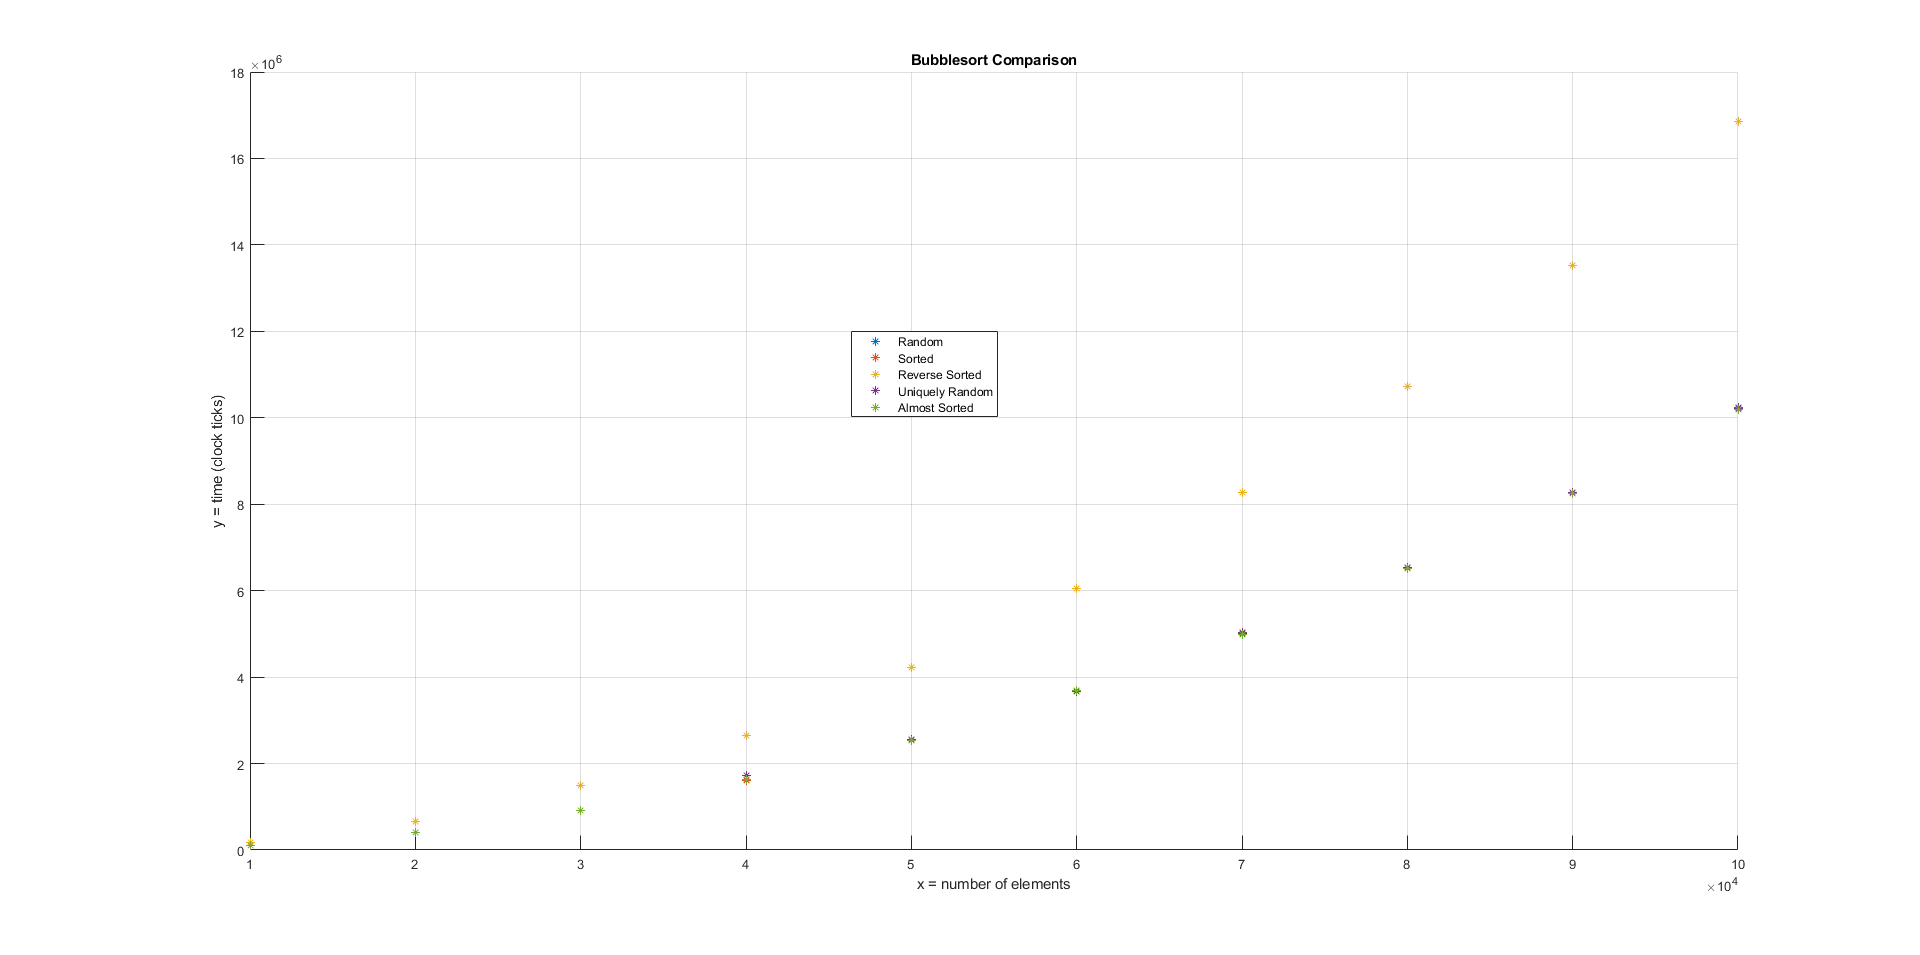 Bubblesort Comparison
×10^6
18
16
14
12
10
8
6
4
2
0
y = time (clock ticks)
Random
Sorted
Reverse Sorted
Uniquely Random
Almost Sorted
1 2 3 4 5 6 7 8 9 10
x = number of elements
×10^4